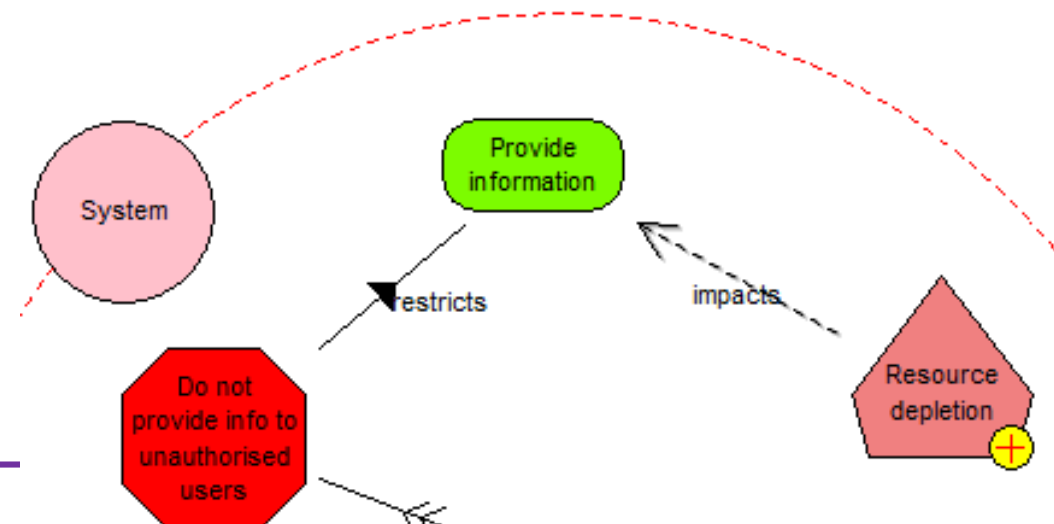 Provide
information
System
restricts
impacts
Resource
depletion
Do not
provide info to
unauthorised
users